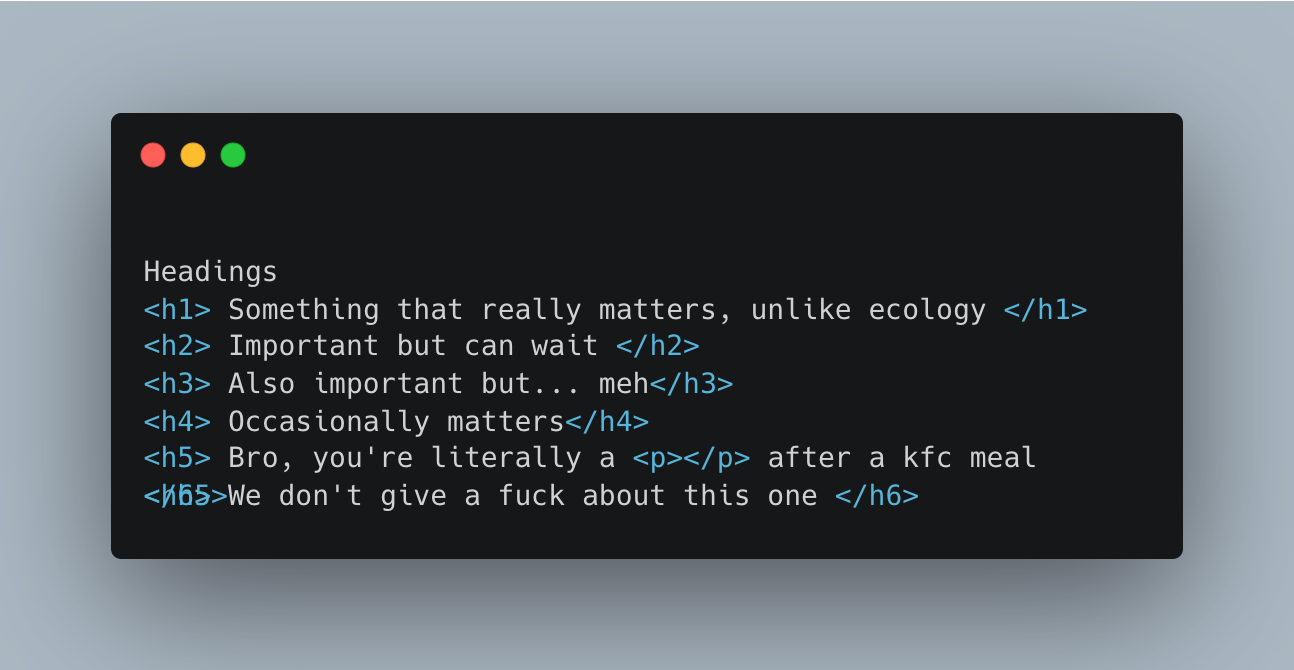 Headings
<h1> Something that really matters, unlike ecology </h1>
<h2> Important but can wait </h2>
<h3> Also important but... meh</h3>
<h4> Occasionally matters</h4>
<h5> Bro, you're literally a <p></p> after a kfc meal
</h5>
<h6> We don't give a fuck about this one </h6>